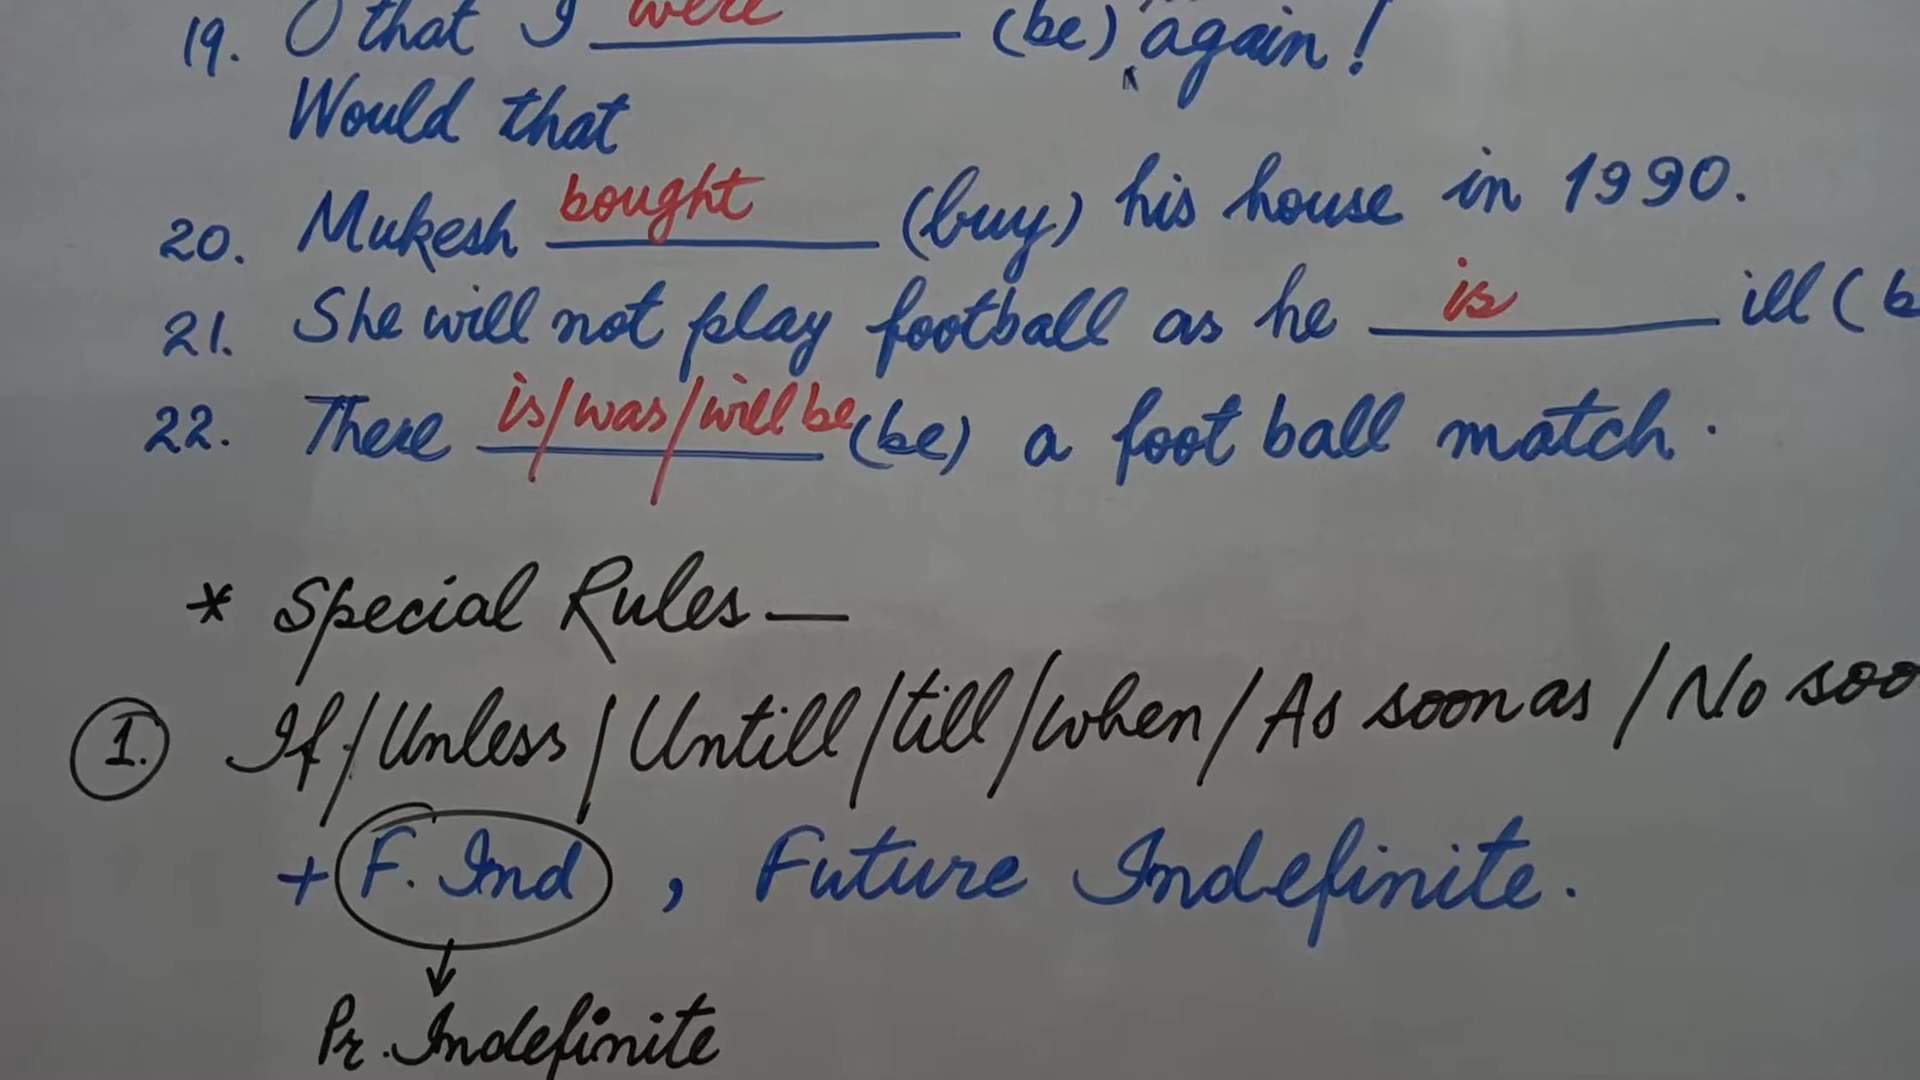 19. O that I were (be) again!
Would that
20. Mukesh bought (buy) his house in 1990.
21. She will not play football as he is ill (b
22. There is/was/will be (be) a foot ball match.
* Special Rules —
1. If/Unless/Untill/till/when/As soon as/No soo
+ F. Ind, Future Indefinite.
Pr. Indefinite